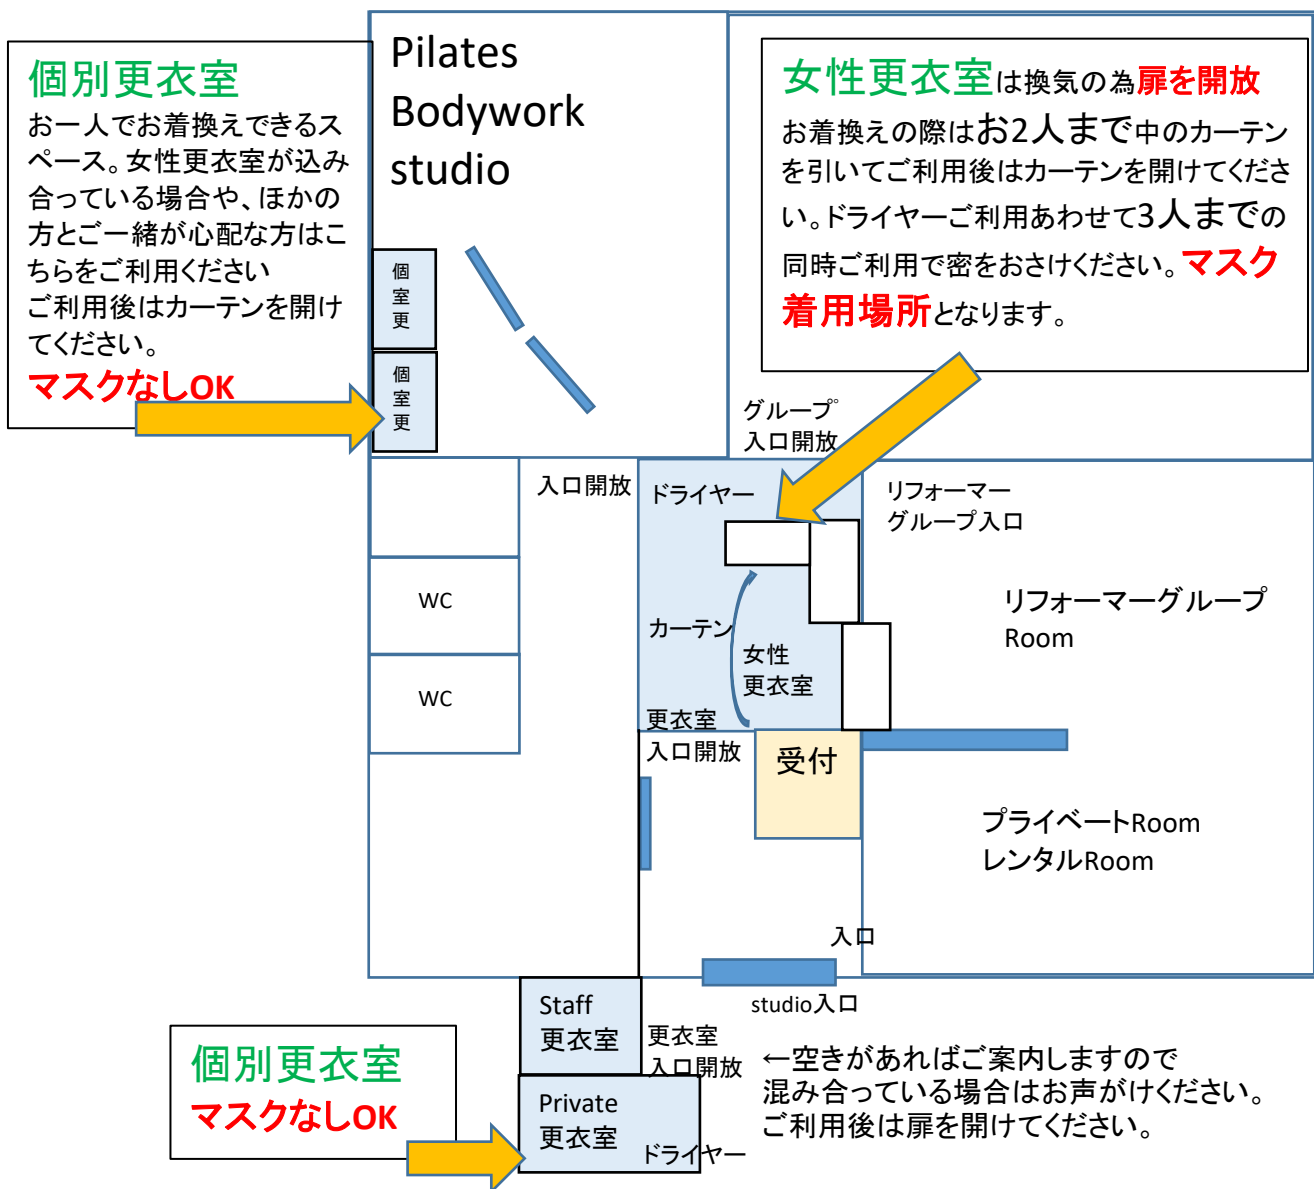 個別更衣室
お一人でお着換えできるス
ペース。女性更衣室が込み
合っている場合や、ほかの
方とご一緒が心配な方はこ
ちらをご利用ください
ご利用後はカーテンを開け
てください。
マスクなしOK
Pilates
Bodywork
studio
女性更衣室は換気の為扉を開放
お着換えの際はお2人まで中のカーテン
を引いてご利用後はカーテンを開けてくださ
い。ドライヤーご利用あわせて3人までの
同時ご利用で密をおさけください。マスク
着用場所となります。
個
室
更
個
室
更
グループ
入口開放
入口開放
ドライヤー
リフォーマー
グループ入口
WC
カーテン
女性
更衣室
リフォーマーグループ
Room
WC
更衣室
入口開放
受付
プライベートRoom
レンタルRoom
入口
studio入口
Staff
更衣室
更衣室
入口開放
←空きがあればご案内しますので
混み合っている場合はお声がけください。
ご利用後は扉を開けてください。
個別更衣室
マスクなしOK
Private
更衣室
ドライヤー